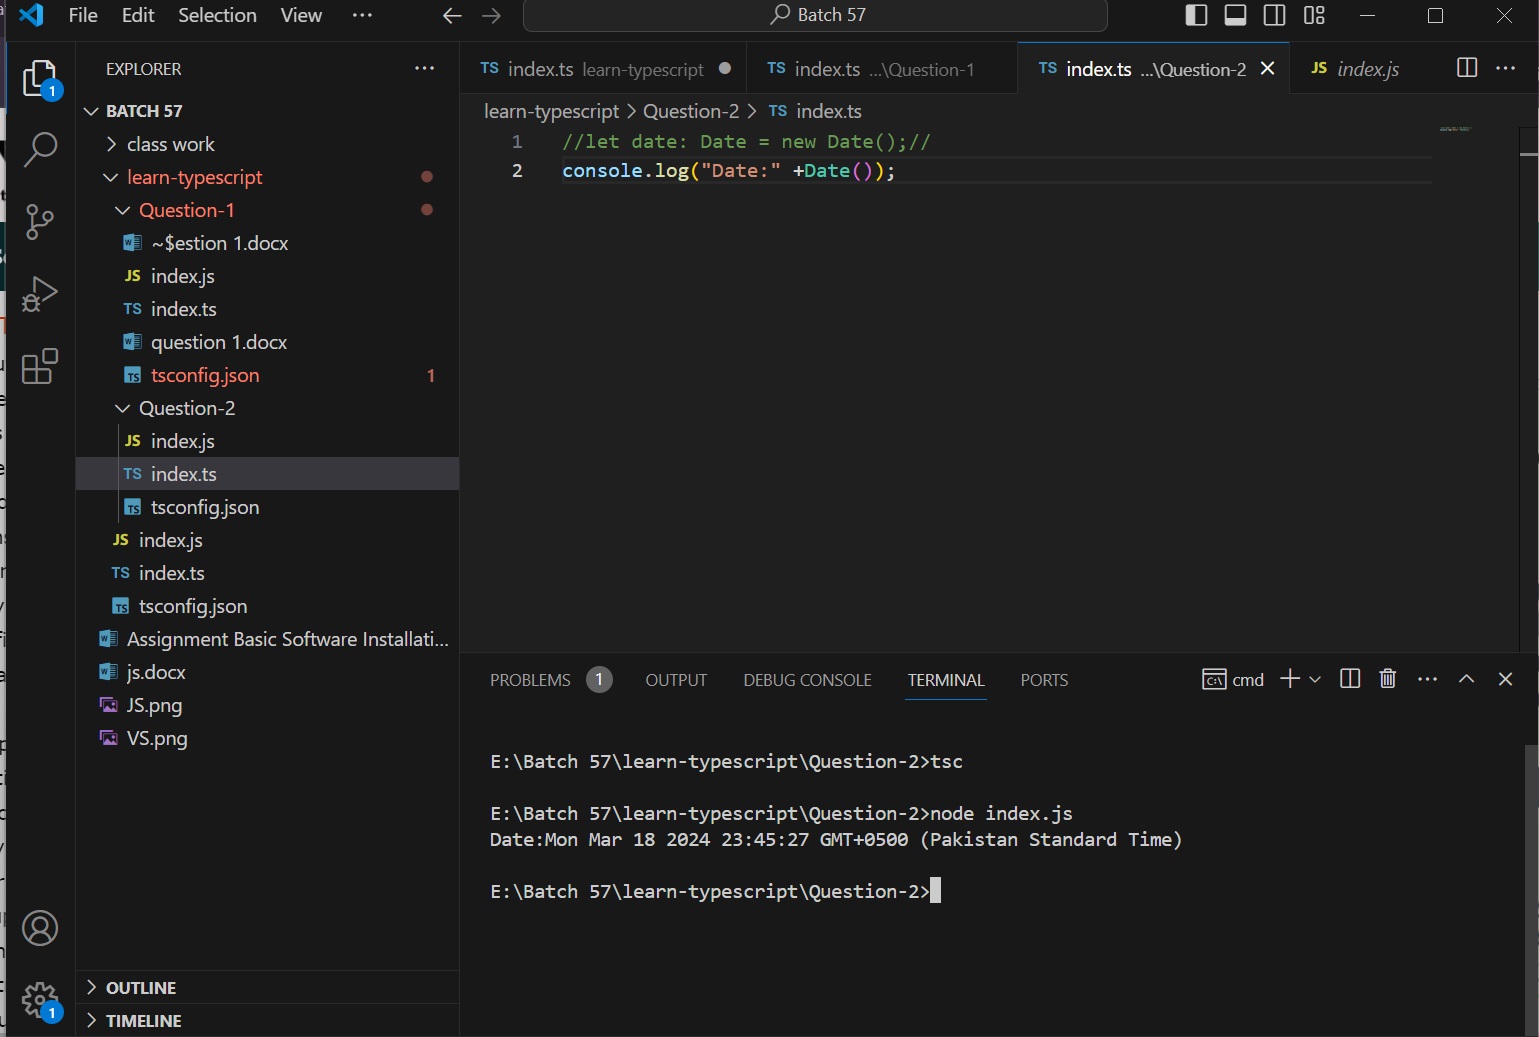 File Edit Selection View ··· Batch 57
EXPLORER ···
BATCH 57
class work
learn-typescript
Question-1
~$estion 1.docx
JS index.js
TS index.ts
question 1.docx
tsconfig.json 1
Question-2
JS index.js
TS index.ts
tsconfig.json
JS index.js
TS index.ts
tsconfig.json
Assignment Basic Software Installati...
js.docx
JS.png
VS.png
OUTLINE
TIMELINE
1
1
TS index.ts learn-typescript
TS index.ts ...\Question-1
TS index.ts ...\Question-2
JS index.js
learn-typescript > Question-2 > TS index.ts
1 //let date: Date = new Date();//
2 console.log("Date:" +Date());
PROBLEMS 1 OUTPUT DEBUG CONSOLE TERMINAL PORTS cmd
E:\Batch 57\learn-typescript\Question-2>tsc
E:\Batch 57\learn-typescript\Question-2>node index.js
Date:Mon Mar 18 2024 23:45:27 GMT+0500 (Pakistan Standard Time)
E:\Batch 57\learn-typescript\Question-2>